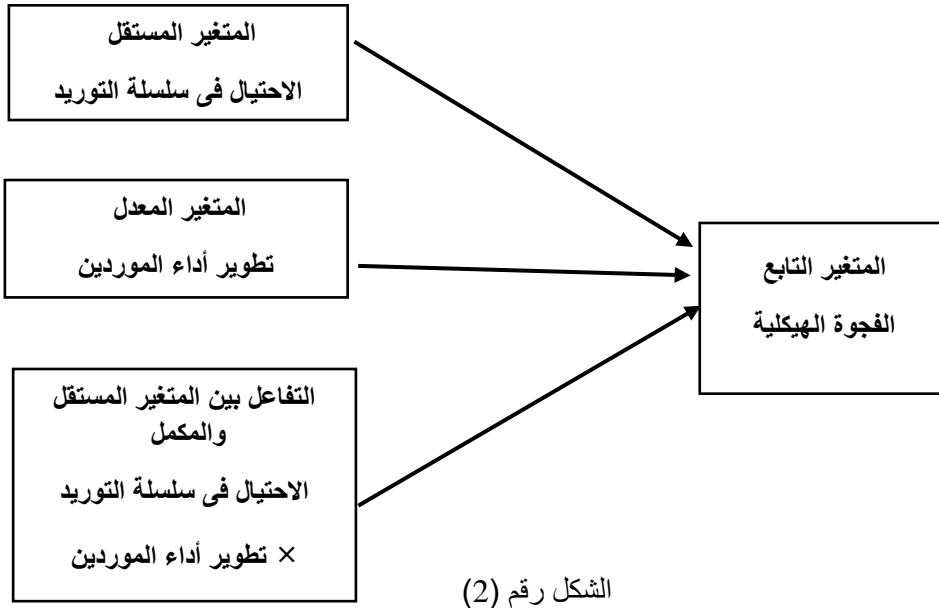 المتغير المستقل
الاحتيال فى سلسلة التوريد
المتغير المعدل
تطوير أداء الموردين
المتغير التابع
الفجوة الهيكلية
التفاعل بين المتغير المستقل
والمكمل
الاحتيال فى سلسلة التوريد
× تطوير أداء الموردين
الشكل رقم (2)